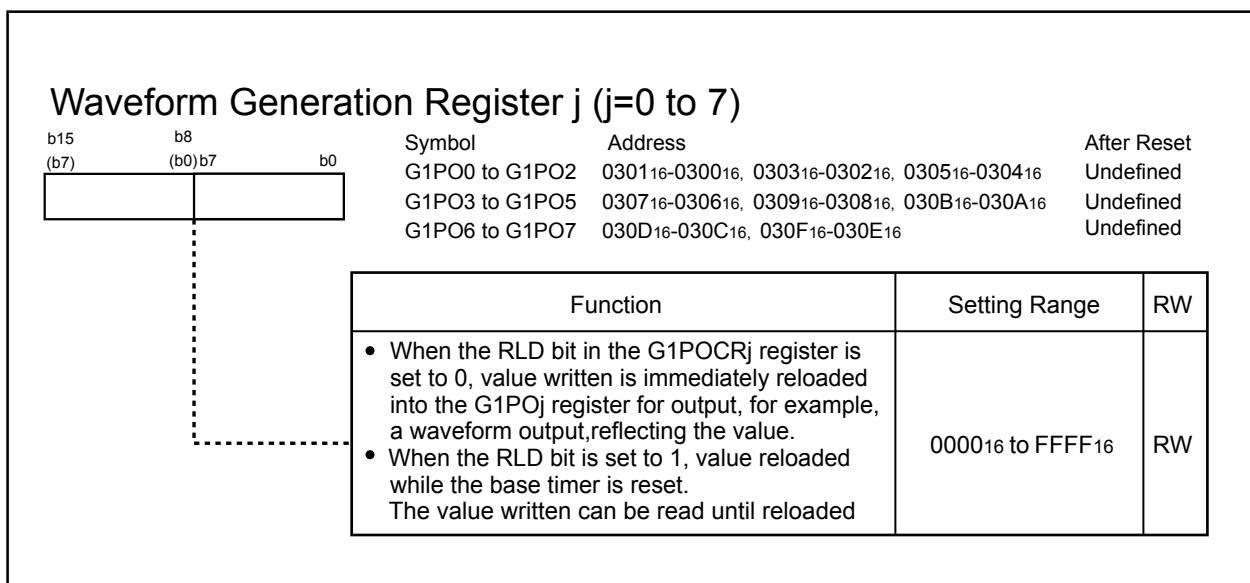 Waveform Generation Register j (j=0 to 7)
b15 b8
(b7) (b0) b7 b0
Symbol Address After Reset
G1PO0 to G1PO2 030116-030016, 030316-030216, 030516-030416 Undefined
G1PO3 to G1PO5 030716-030616, 030916-030816, 030B16-030A16 Undefined
G1PO6 to G1PO7 030D16-030C16, 030F16-030E16 Undefined
Function Setting Range RW
• When the RLD bit in the G1POCRj register is
set to 0, value written is immediately reloaded
into the G1POj register for output, for example,
a waveform output,reflecting the value.
• When the RLD bit is set to 1, value reloaded
while the base timer is reset.
The value written can be read until reloaded
000016 to FFFF16 RW